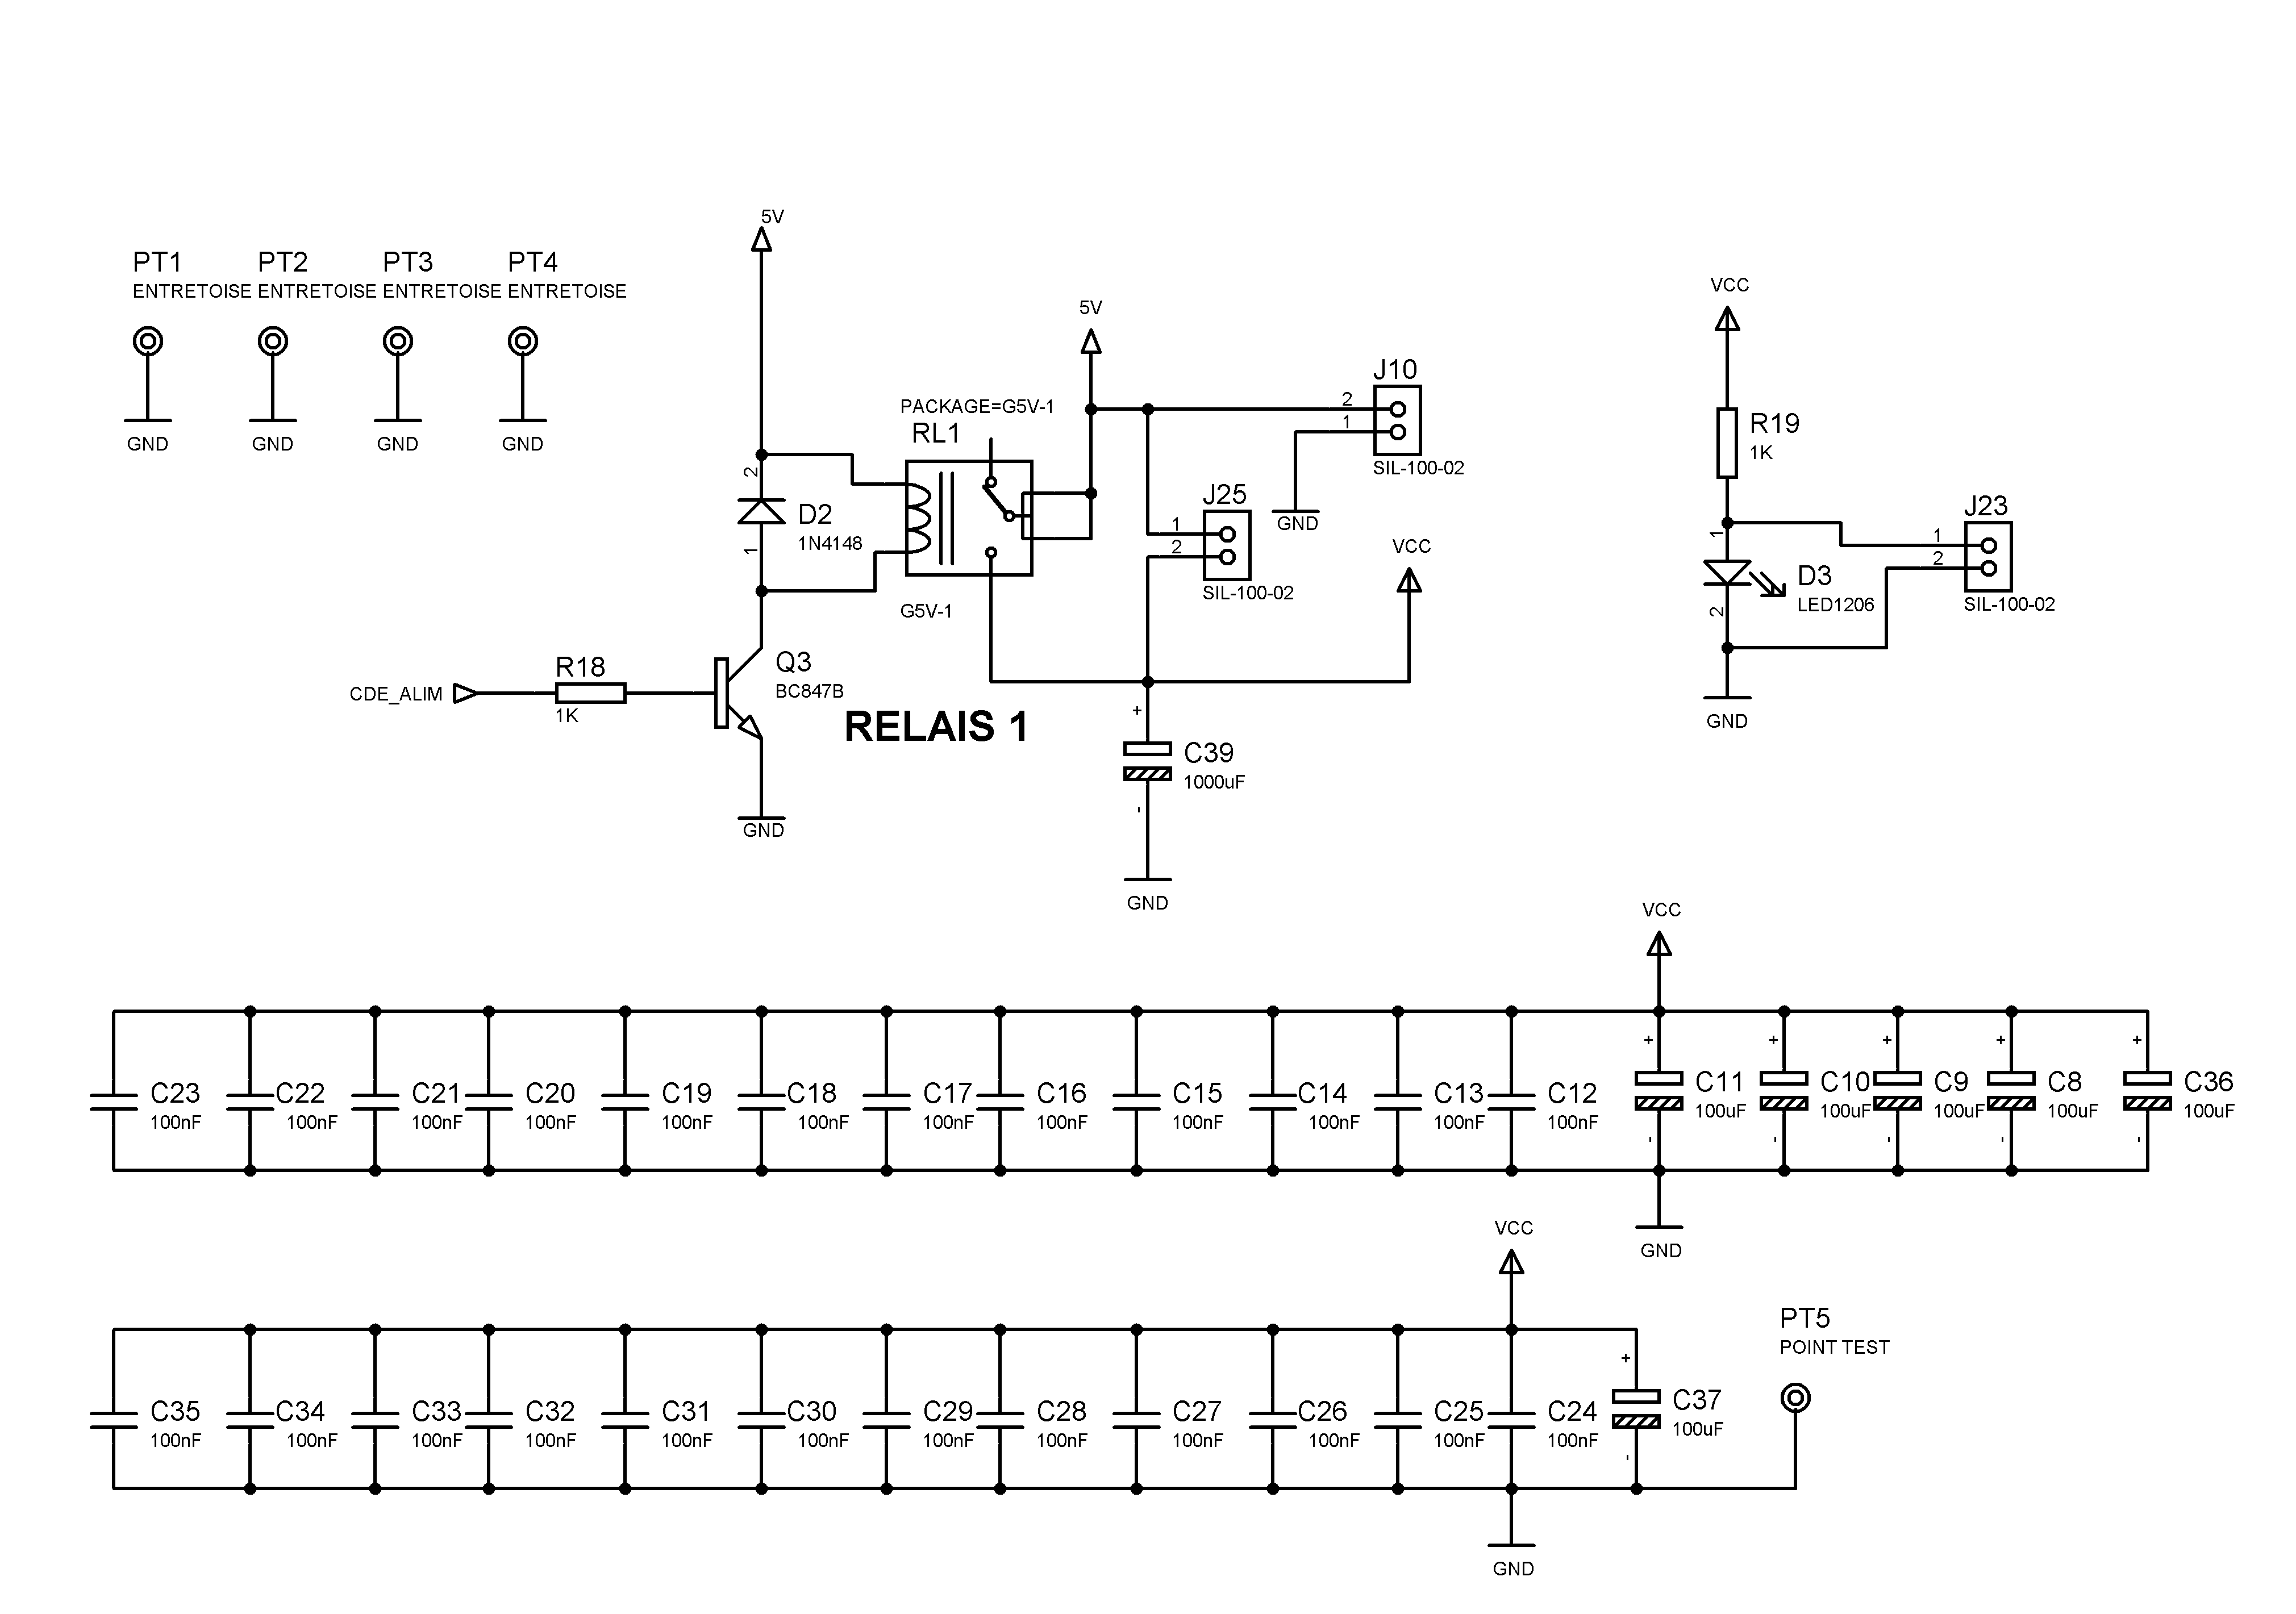 5V
PT1 PT2 PT3 PT4
ENTRETOISE ENTRETOISE ENTRETOISE ENTRETOISE
GND GND GND GND
2
D2
1N4148
1
CDE_ALIM
R18
1K
Q3
BC847B
GND
PACKAGE=G5V-1
RL1
G5V-1
RELAIS 1
5V
J10
2
1
SIL-100-02
GND
J25
1
2
SIL-100-02
VCC
+
C39
1000uF
-
GND
VCC
R19
1K
1
D3
LED1206
2
GND
J23
1
2
SIL-100-02
VCC
+ + + + +
C23 C22 C21 C20 C19 C18 C17 C16 C15 C14 C13 C12 C11 C10 C9 C8 C36
100nF 100nF 100nF 100nF 100nF 100nF 100nF 100nF 100nF 100nF 100nF 100nF 100uF 100uF 100uF 100uF 100uF
- - - - -
GND
VCC
PT5
POINT TEST
+
C35 C34 C33 C32 C31 C30 C29 C28 C27 C26 C25 C24 C37
100nF 100nF 100nF 100nF 100nF 100nF 100nF 100nF 100nF 100nF 100nF 100nF 100uF
-
GND